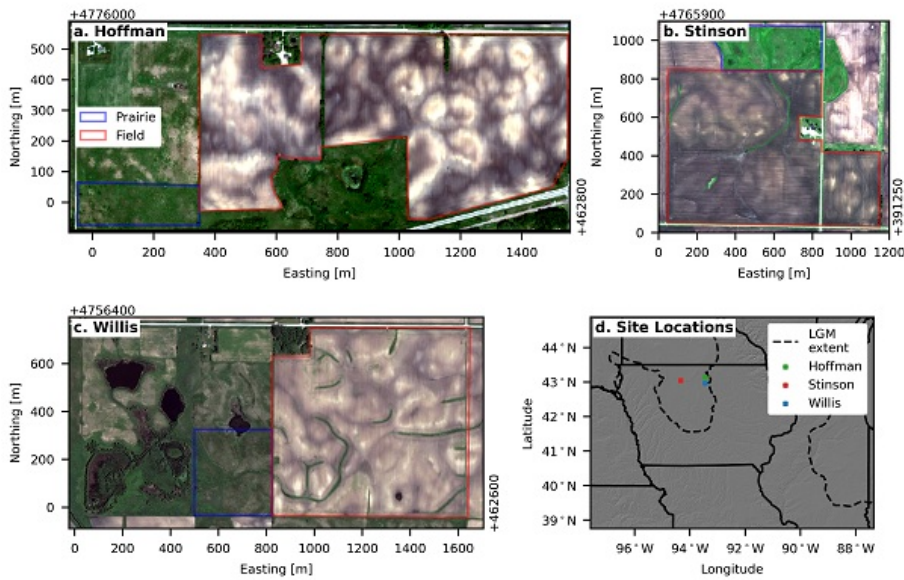 +4776000
a. Hoffman
500
400
300
200
100
0
Northing [m]
Prairie
Field
0 200 400 600 800 1000 1200 1400
Easting [m]
+462800
+4765900
b. Stinson
1000
800
600
400
200
0
Northing [m]
0 200 400 600 800 1000 1200
Easting [m]
+391250
+4756400
c. Willis
600
400
200
0
Northing [m]
0 200 400 600 800 1000 1200 1400 1600
Easting [m]
+462600
d. Site Locations
44°N
43°N
42°N
41°N
40°N
39°N
Latitude
LGM
extent
Hoffman
Stinson
Willis
96°W 94°W 92°W 90°W 88°W
Longitude